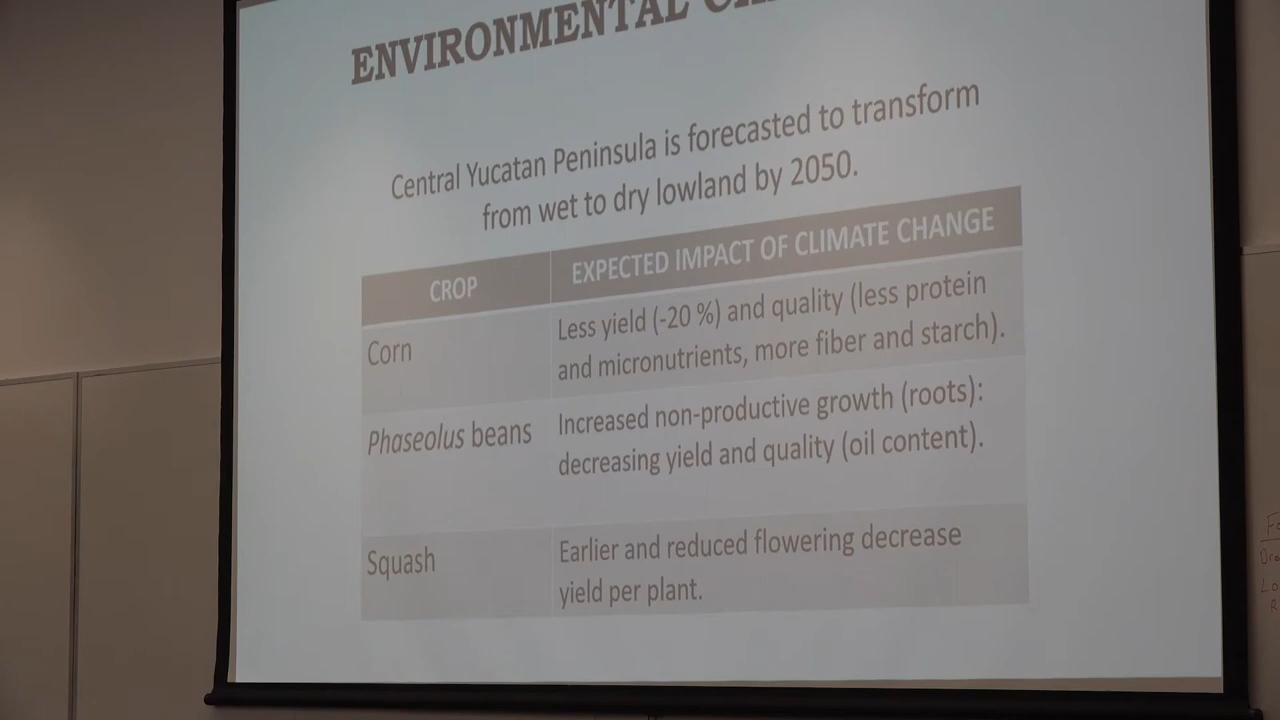 ENVIRONMENTAL
Central Yucatan Peninsula is forecasted to transform
from wet to dry lowland by 2050.
CROP
EXPECTED IMPACT OF CLIMATE CHANGE
Corn
Less yield (-20 %) and quality (less protein
and micronutrients, more fiber and starch).
Phaseolus beans
Increased non-productive growth (roots):
decreasing yield and quality (oil content).
Squash
Earlier and reduced flowering decrease
yield per plant.